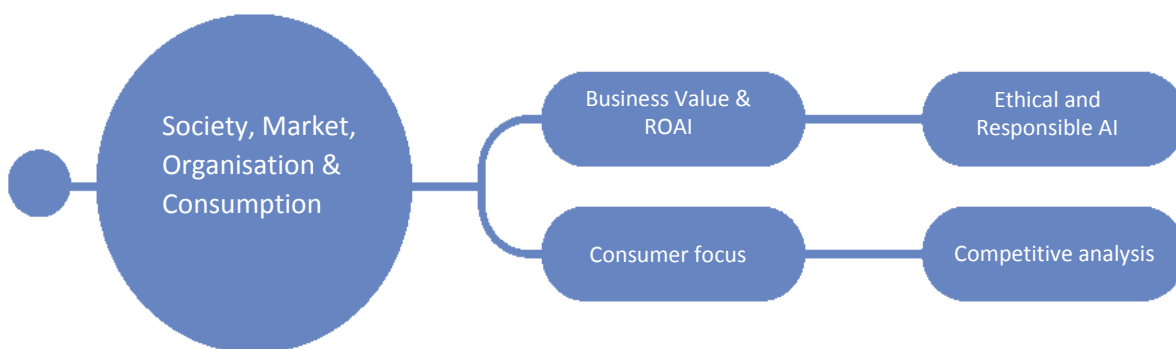 Society, Market,
Organisation &
Consumption
Business Value &
ROAI
Ethical and
Responsible AI
Consumer focus
Competitive analysis